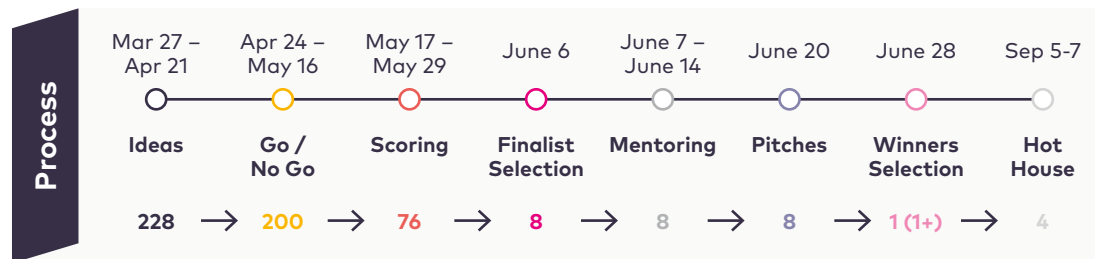 Process
Mar 27 –
Apr 21
Apr 24 –
May 16
May 17 –
May 29
June 6
June 7 –
June 14
June 20
June 28
Sep 5-7
Ideas
Go /
No Go
Scoring
Finalist
Selection
Mentoring
Pitches
Winners
Selection
Hot
House
228 → 200 → 76 → 8 → 8 → 8 → 1 (1+) → 4